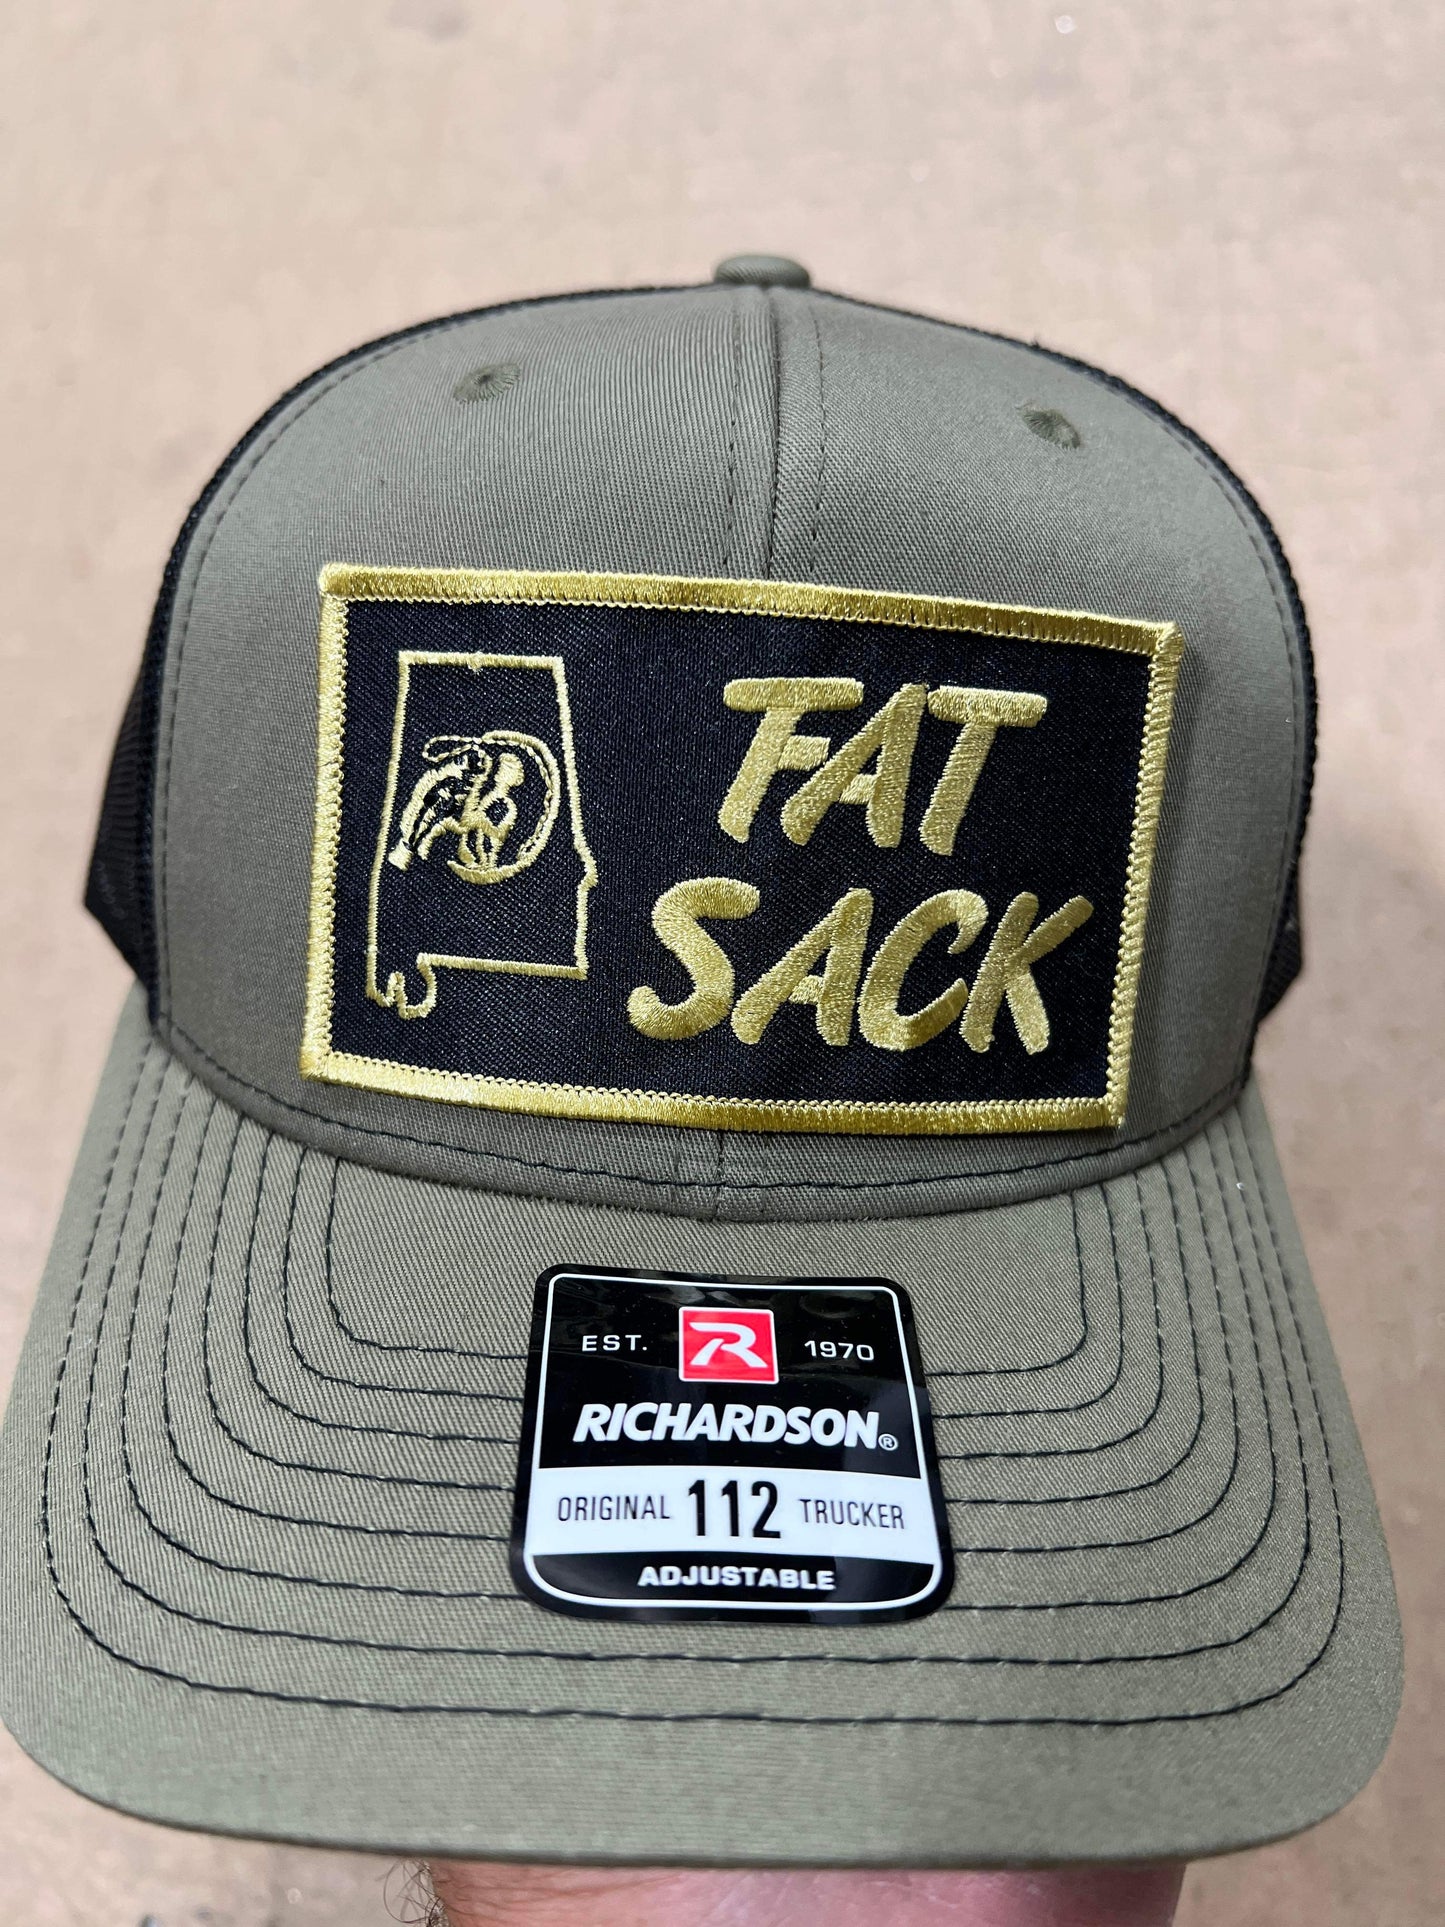 FAT
SACK
EST. R 1970
RICHARDSON®
ORIGINAL 112 TRUCKER
ADJUSTABLE